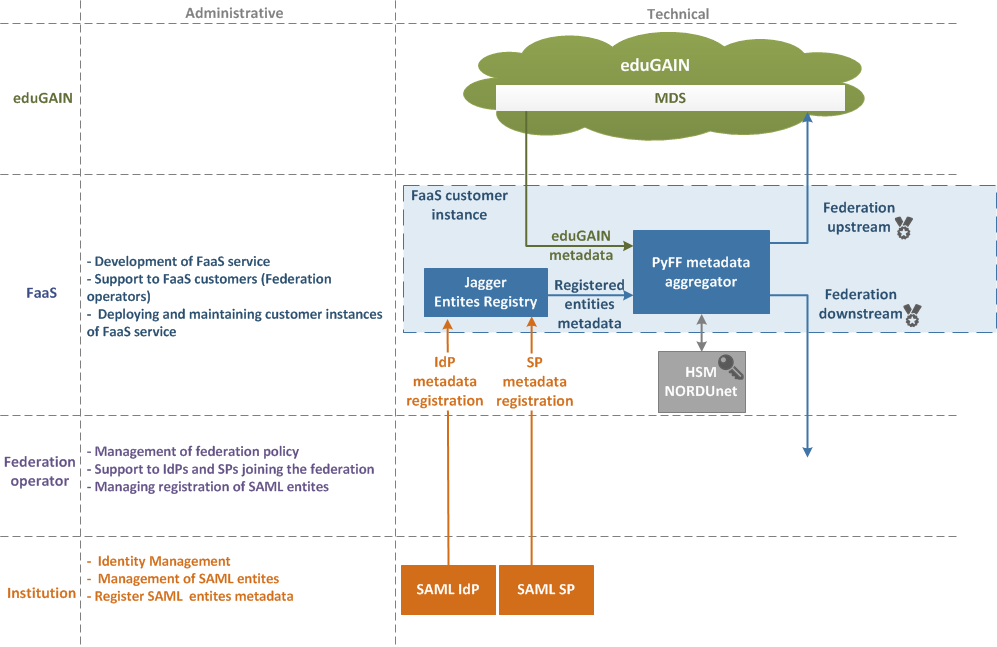 Administrative
Technical
eduGAIN
eduGAIN
MDS
FaaS
- Development of FaaS service
- Support to FaaS customers (Federation
operators)
-  Deploying and maintaining customer instances
of FaaS service
FaaS customer
instance
eduGAIN
metadata
Jagger
Entites Registry
Registered
entities
metadata
PyFF metadata
aggregator
Federation
upstream
Federation
downstream
IdP
metadata
registration
SP
metadata
registration
HSM
NORDUnet
Federation
operator
- Management of federation policy
- Support to IdPs and SPs joining the federation
- Managing registration of SAML entites
Institution
-  Identity Management
-  Management of SAML entites
- Register SAML  entites metadata
SAML IdP
SAML SP